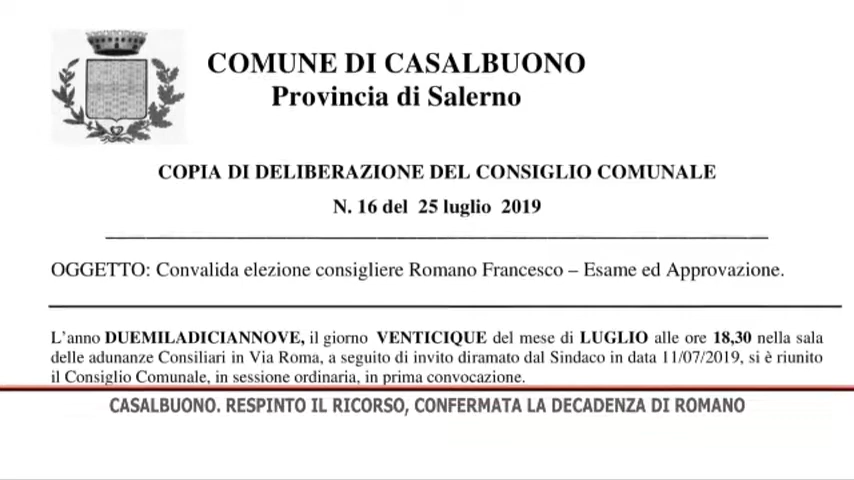 COMUNE DI CASALBUONO
Provincia di Salerno
COPIA DI DELIBERAZIONE DEL CONSIGLIO COMUNALE
N. 16 del 25 luglio 2019
OGGETTO: Convalida elezione consigliere Romano Francesco – Esame ed Approvazione.
L’anno DUEMILADICIANNOVE, il giorno VENTICIQUE del mese di LUGLIO alle ore 18,30 nella sala
delle adunanze Consiliari in Via Roma, a seguito di invito diramato dal Sindaco in data 11/07/2019, si è riunito
il Consiglio Comunale, in sessione ordinaria, in prima convocazione.
CASALBUONO. RESPINTO IL RICORSO, CONFERMATA LA DECADENZA DI ROMANO